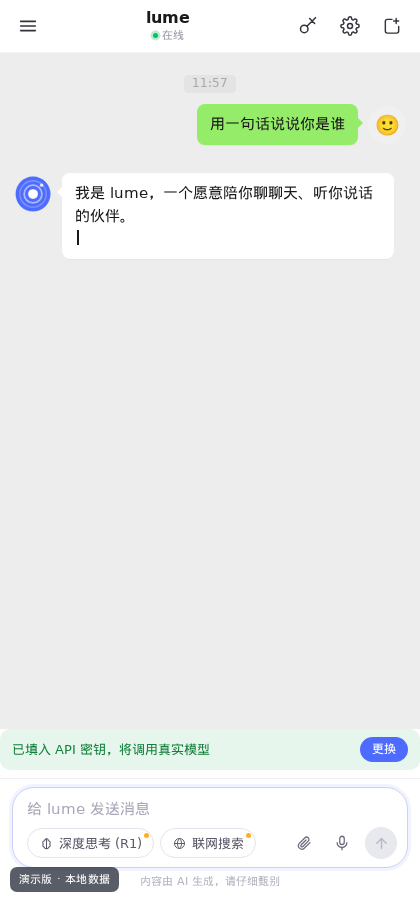 lume
在线
11:57
用一句话说说你是谁
我是 lume，一个愿意陪你聊聊天、听你说话
的伙伴。
已填入 API 密钥，将调用真实模型
更换
给 lume 发送消息
深度思考 (R1)
联网搜索
演示版 · 本地数据
内容由 AI 生成，请仔细甄别